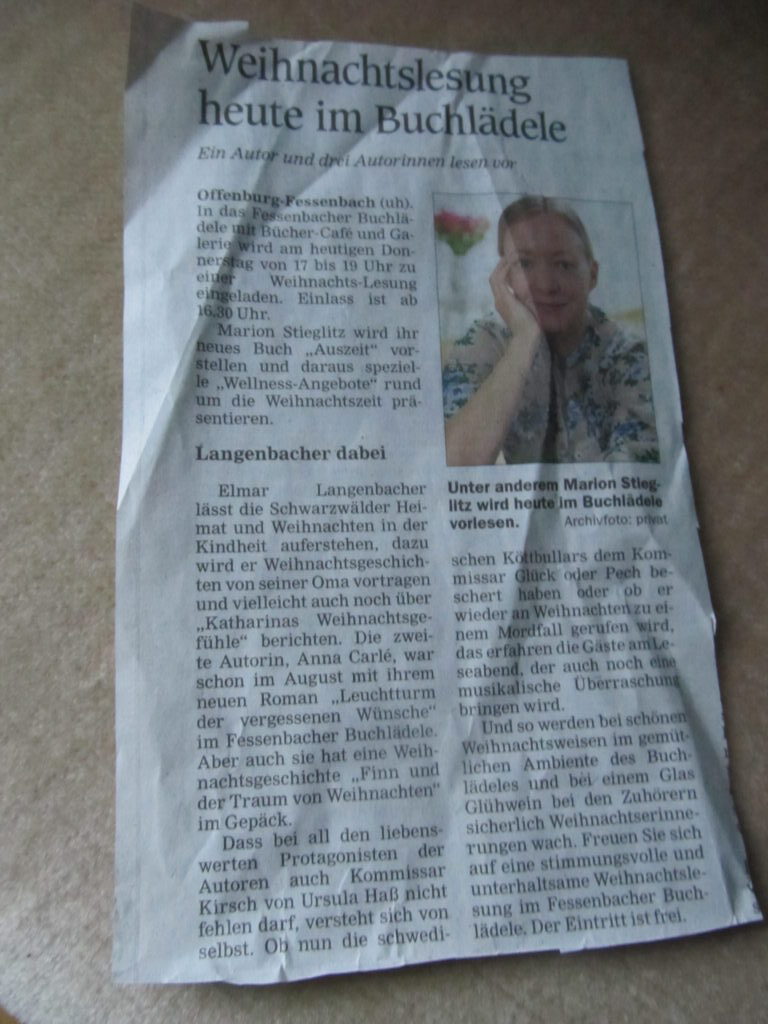 Weihnachtslesung
heute im Buchlädele
Ein Autor und drei Autorinnen lesen vor
Offenburg-Fessenbach (uh).
In das Fessenbacher Buchlä-
dele mit Bücher-Café und Ga-
lerie wird am heutigen Don-
nerstag von 17 bis 19 Uhr zu
einer Weihnachts-Lesung
eingeladen. Einlass ist ab
16.30 Uhr.
Marion Stieglitz wird ihr
neues Buch „Auszeit“ vor-
stellen und daraus speziel-
le „Wellness-Angebote“ rund
um die Weihnachtszeit prä-
sentieren.
Langenbacher dabei
Elmar Langenbacher
lässt die Schwarzwälder Hei-
mat und Weihnachten in der
Kindheit auferstehen, dazu
wird er Weihnachtsgeschich-
ten von seiner Oma vortragen
und vielleicht auch noch über
„Katharinas Weihnachtsge-
fühle“ berichten. Die zwei-
te Autorin, Anna Carlé, war
schon im August mit ihrem
neuen Roman „Leuchtturm
der vergessenen Wünsche“
im Fessenbacher Buchlädele.
Aber auch sie hat eine Weih-
nachtsgeschichte „Finn und
der Traum von Weihnachten“
im Gepäck.
Dass bei all den liebens-
werten Protagonisten der
Autoren auch Kommissar
Kirsch von Ursula Haß nicht
fehlen darf, versteht sich von
selbst. Ob nun die schwedi-
Unter anderem Marion Stieg-
litz wird heute im Buchlädele
vorlesen. Archivfoto: privat
schen Köttbullars dem Kom-
missar Glück oder Pech be-
schert haben oder ob er
wieder an Weihnachten zu ei-
nem Mordfall gerufen wird,
das erfahren die Gäste am Le-
seabend, der auch noch eine
musikalische Überraschung
bringen wird.
Und so werden bei schönen
Weihnachtsweisen im gemüt-
lichen Ambiente des Buch-
lädeles und bei einem Glas
Glühwein bei den Zuhörern
sicherlich Weihnachtserinne-
rungen wach. Freuen Sie sich
auf eine stimmungsvolle und
unterhaltsame Weihnachtsle-
sung im Fessenbacher Buch-
lädele. Der Eintritt ist frei.